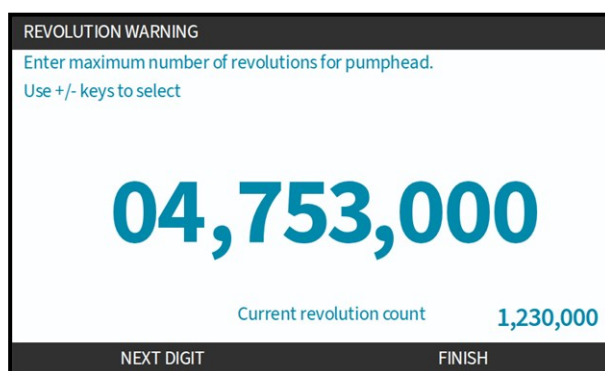 REVOLUTION WARNING
Enter maximum number of revolutions for pumphead.
Use +/- keys to select
04,753,000
Current revolution count 1,230,000
NEXT DIGIT FINISH